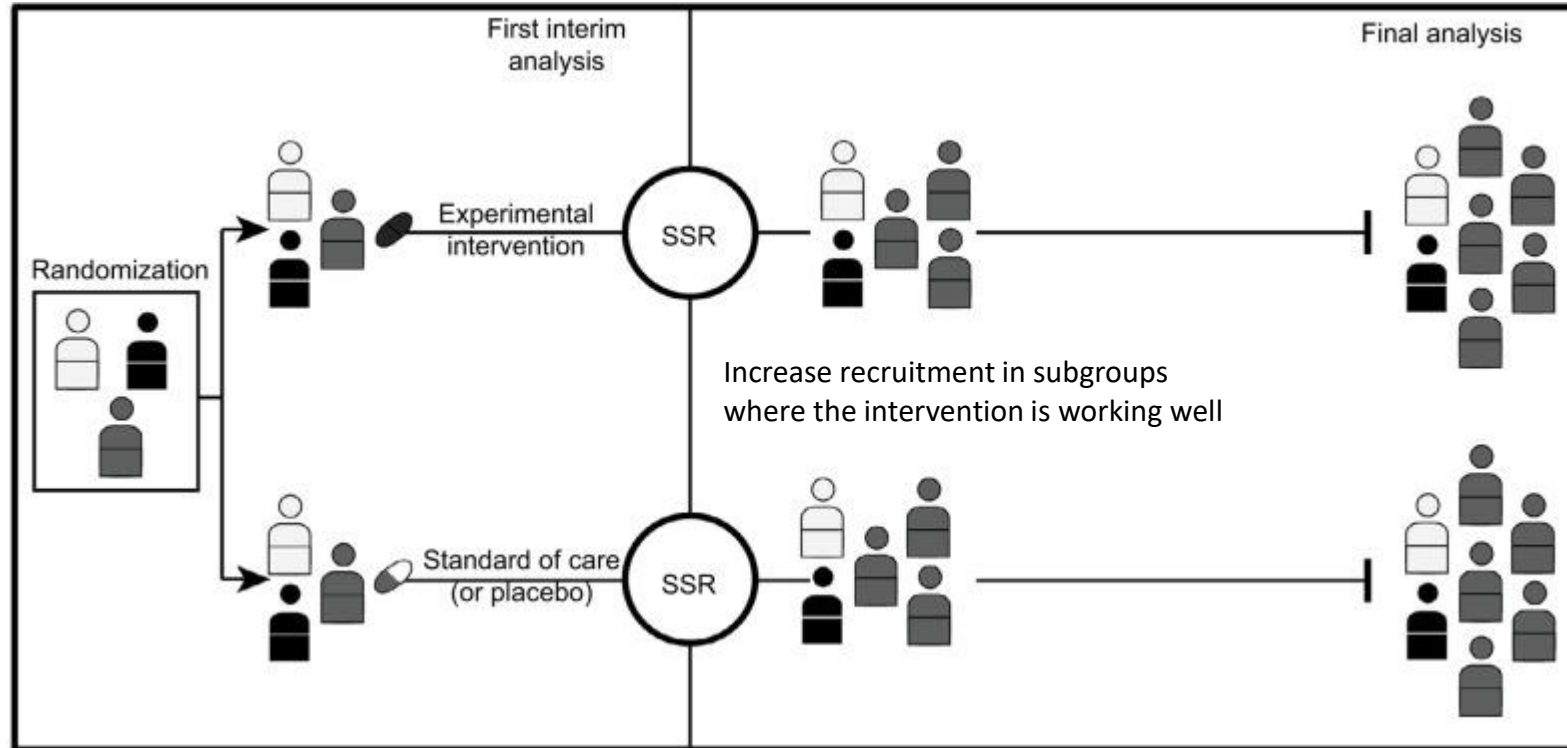 First interim
analysis
Final analysis
Experimental
intervention
SSR
Randomization
Increase recruitment in subgroups
where the intervention is working well
Standard of care
(or placebo)
SSR